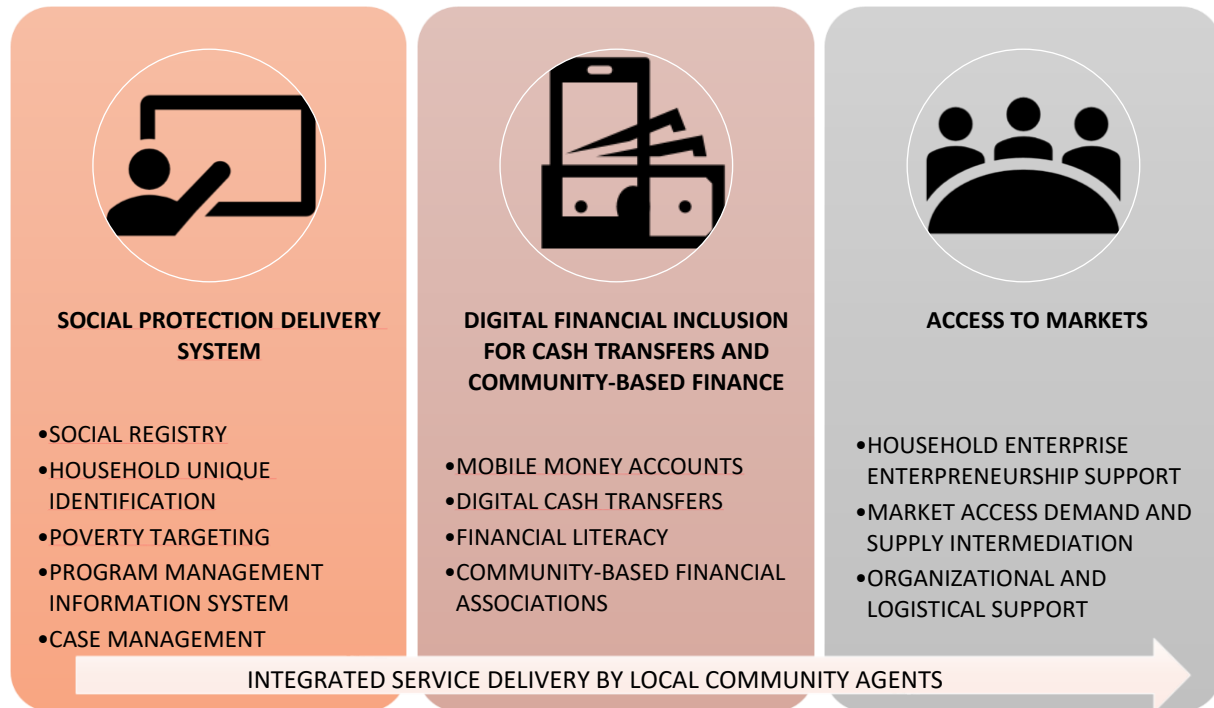 SOCIAL PROTECTION DELIVERY
SYSTEM
•SOCIAL REGISTRY
•HOUSEHOLD UNIQUE
IDENTIFICATION
•POVERTY TARGETING
•PROGRAM MANAGEMENT
INFORMATION SYSTEM
•CASE MANAGEMENT
DIGITAL FINANCIAL INCLUSION
FOR CASH TRANSFERS AND
COMMUNITY-BASED FINANCE
•MOBILE MONEY ACCOUNTS
•DIGITAL CASH TRANSFERS
•FINANCIAL LITERACY
•COMMUNITY-BASED FINANCIAL
ASSOCIATIONS
ACCESS TO MARKETS
•HOUSEHOLD ENTERPRISE
ENTERPRENEURSHIP SUPPORT
•MARKET ACCESS DEMAND AND
SUPPLY INTERMEDIATION
•ORGANIZATIONAL AND
LOGISTICAL SUPPORT
INTEGRATED SERVICE DELIVERY BY LOCAL COMMUNITY AGENTS